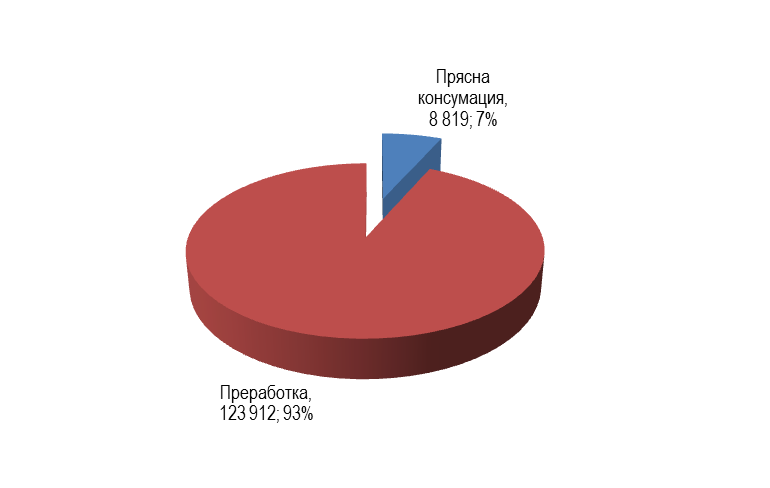 Прясна
консумация,
8 819; 7%
Преработка,
123 912; 93%